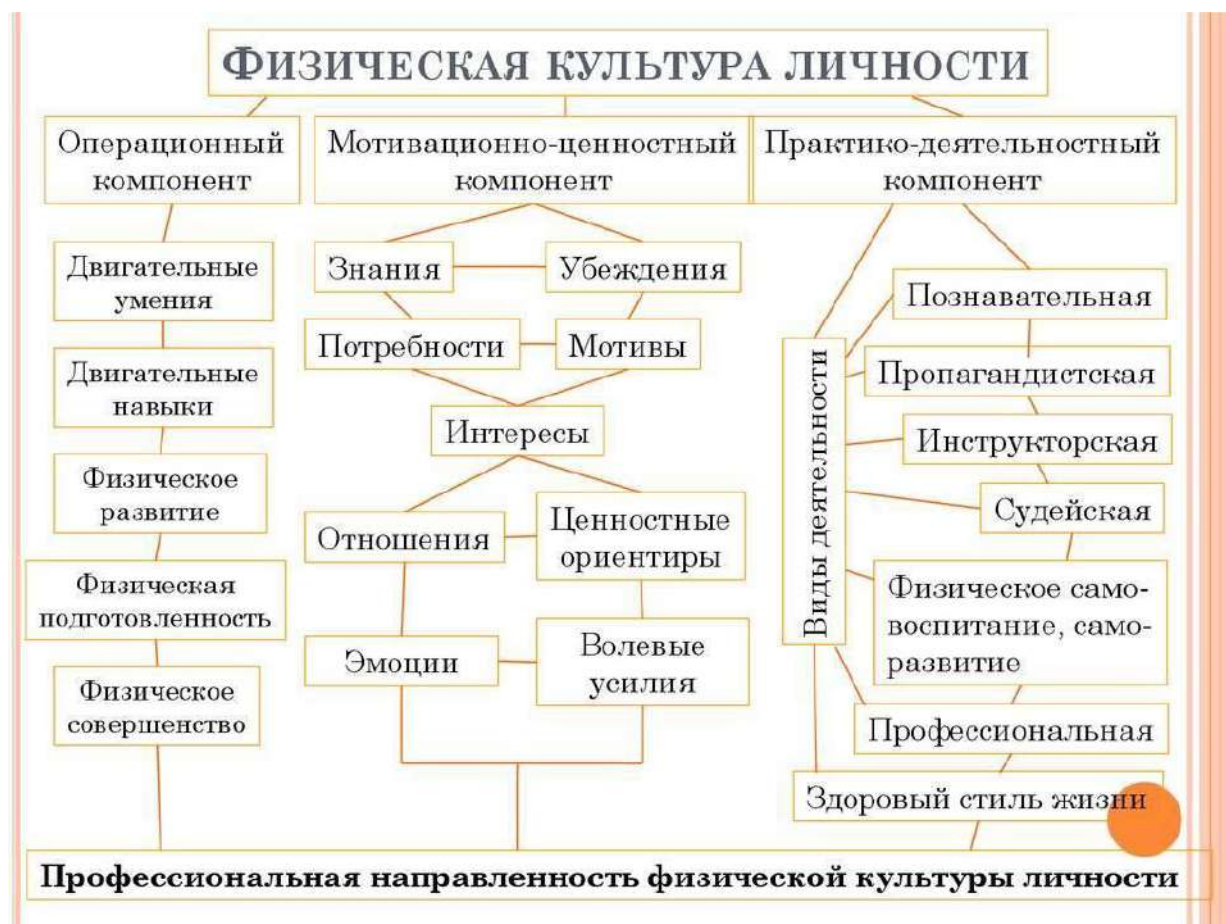 ФИЗИЧЕСКАЯ КУЛЬТУРА ЛИЧНОСТИ
Операционный
компонент
Двигательные
умения
Двигательные
навыки
Физическое
развитие
Физическая
подготовленность
Физическое
совершенство
Мотивационно-ценностный
компонент
Знания
Убеждения
Потребности
Мотивы
Интересы
Отношения
Ценностные
ориентиры
Эмоции
Волевые
усилия
Практико-деятельностный
компонент
Виды деятельности
Познавательная
Пропагандистская
Инструкторская
Судейская
Физическое само-
воспитание, само-
развитие
Профессиональная
Здоровый стиль жизни
Профессиональная направленность физической культуры личности